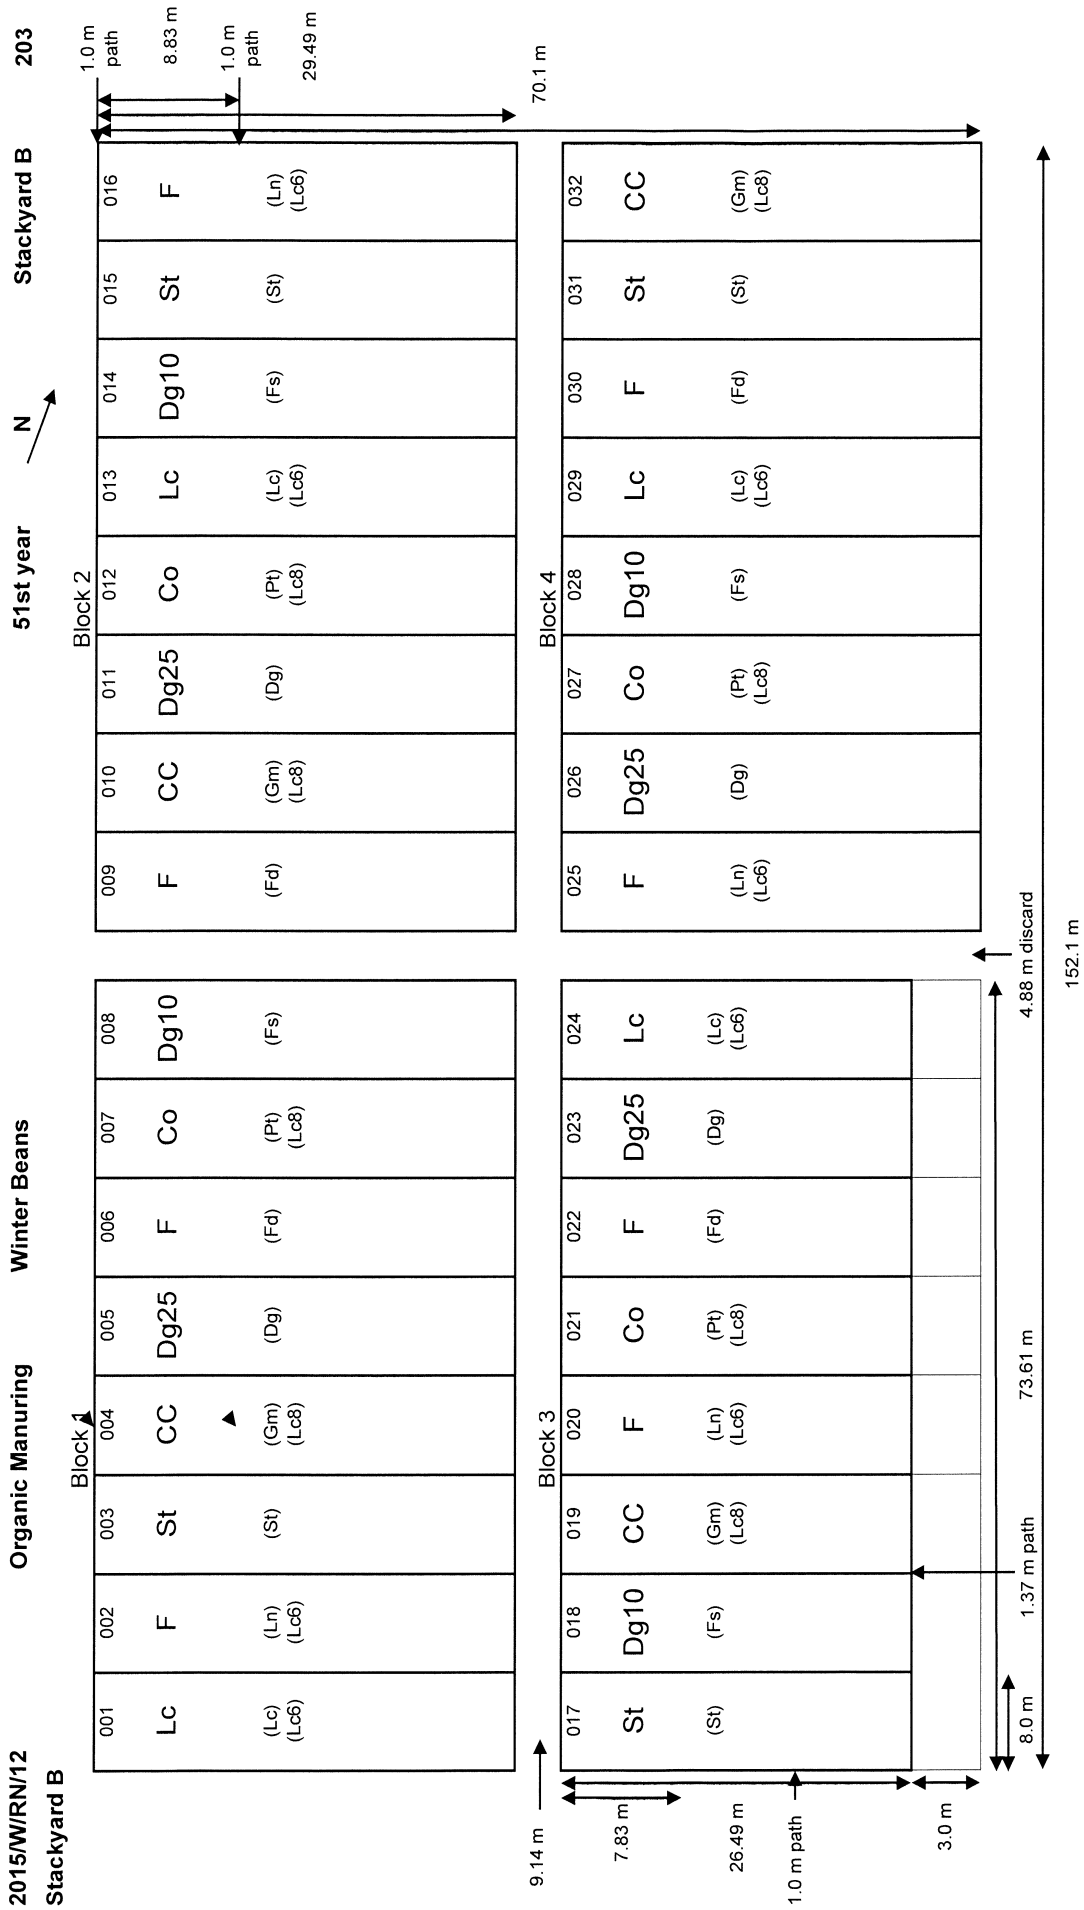 2015/W/RN/12 Organic Manuring Winter Beans 51st year N Stackyard B 203
Stackyard B
Block 1
001
Lc
(Lc)
(Lc6)
002
F
(Ln)
(Lc6)
003
St
(St)
004
CC
(Gm)
(Lc8)
005
Dg25
(Dg)
006
F
(Fd)
007
Co
(Pt)
(Lc8)
008
Dg10
(Fs)
Block 2
009
F
(Fd)
010
CC
(Gm)
(Lc8)
011
Dg25
(Dg)
012
Co
(Pt)
(Lc8)
013
Lc
(Lc)
(Lc6)
014
Dg10
(Fs)
015
St
(St)
016
F
(Ln)
(Lc6)
1.0 m
path
8.83 m
1.0 m
path
29.49 m
70.1 m
9.14 m
Block 3
017
St
(St)
018
Dg10
(Fs)
019
CC
(Gm)
(Lc8)
020
F
(Ln)
(Lc6)
021
Co
(Pt)
(Lc8)
022
F
(Fd)
023
Dg25
(Dg)
024
Lc
(Lc)
(Lc6)
Block 4
025
F
(Ln)
(Lc6)
026
Dg25
(Dg)
027
Co
(Pt)
(Lc8)
028
Dg10
(Fs)
029
Lc
(Lc)
(Lc6)
030
F
(Fd)
031
St
(St)
032
CC
(Gm)
(Lc8)
7.83 m
26.49 m
1.0 m path
3.0 m
8.0 m
1.37 m path
73.61 m
4.88 m discard
152.1 m